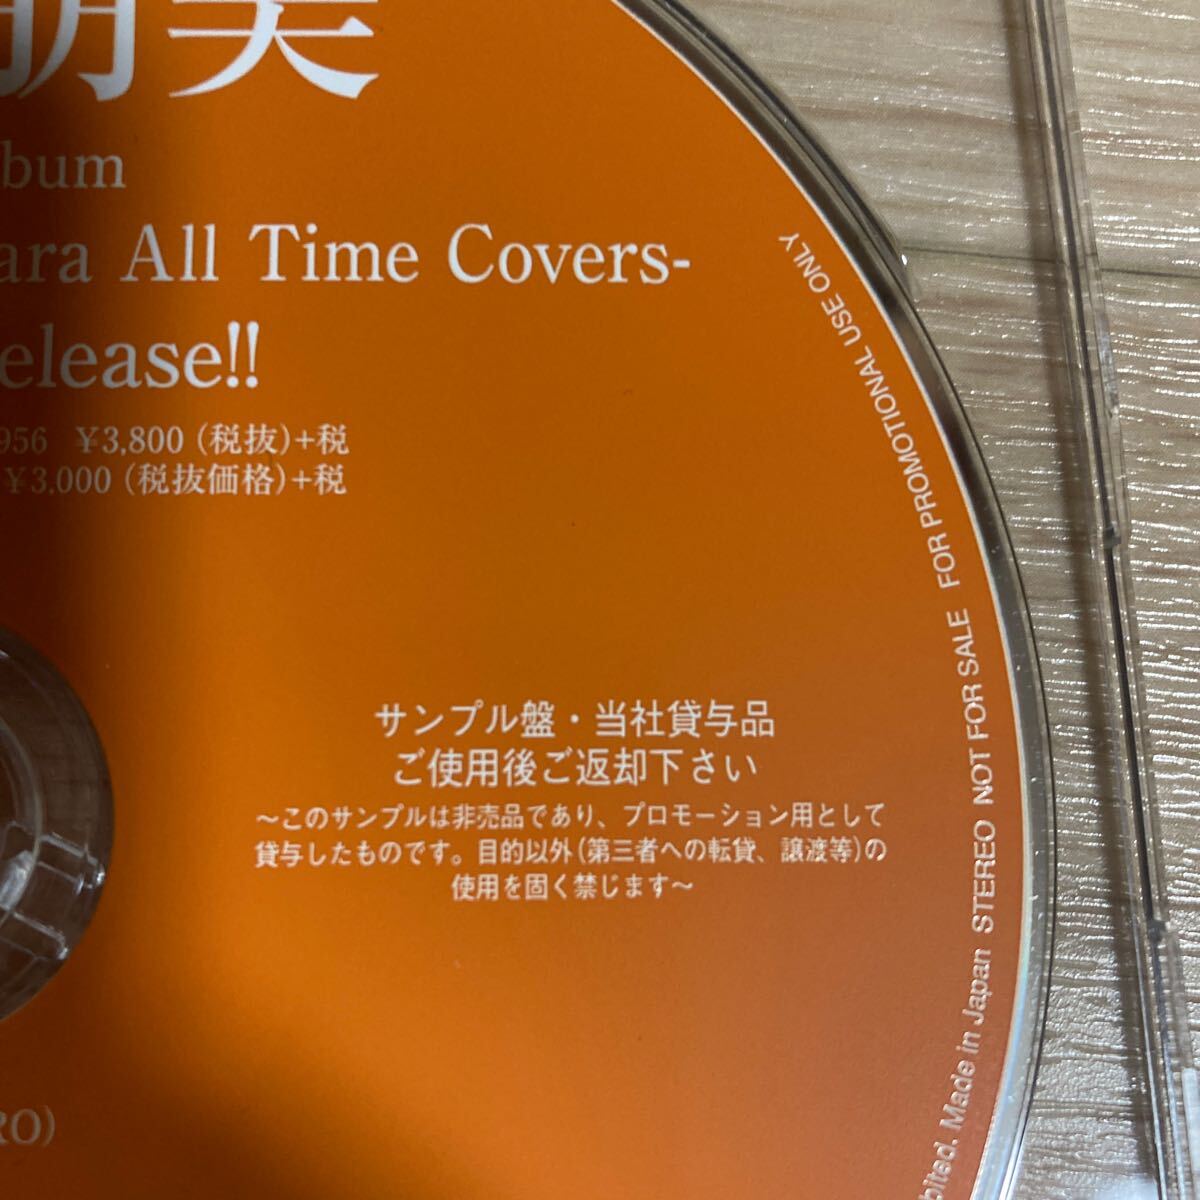 朋美
bum
ara All Time Covers-
elease!!
956 ¥3,800 (税抜)+税
¥3,000 (税抜価格)+税
サンプル盤・当社貸与品
ご使用後ご返却下さい
～このサンプルは非売品であり、プロモーション用として
貸与したものです。目的以外(第三者への転貸、譲渡等)の
使用を固く禁じます～
RO)
bited. Made in Japan STEREO NOT FOR SALE FOR PROMOTIONAL USE ONLY